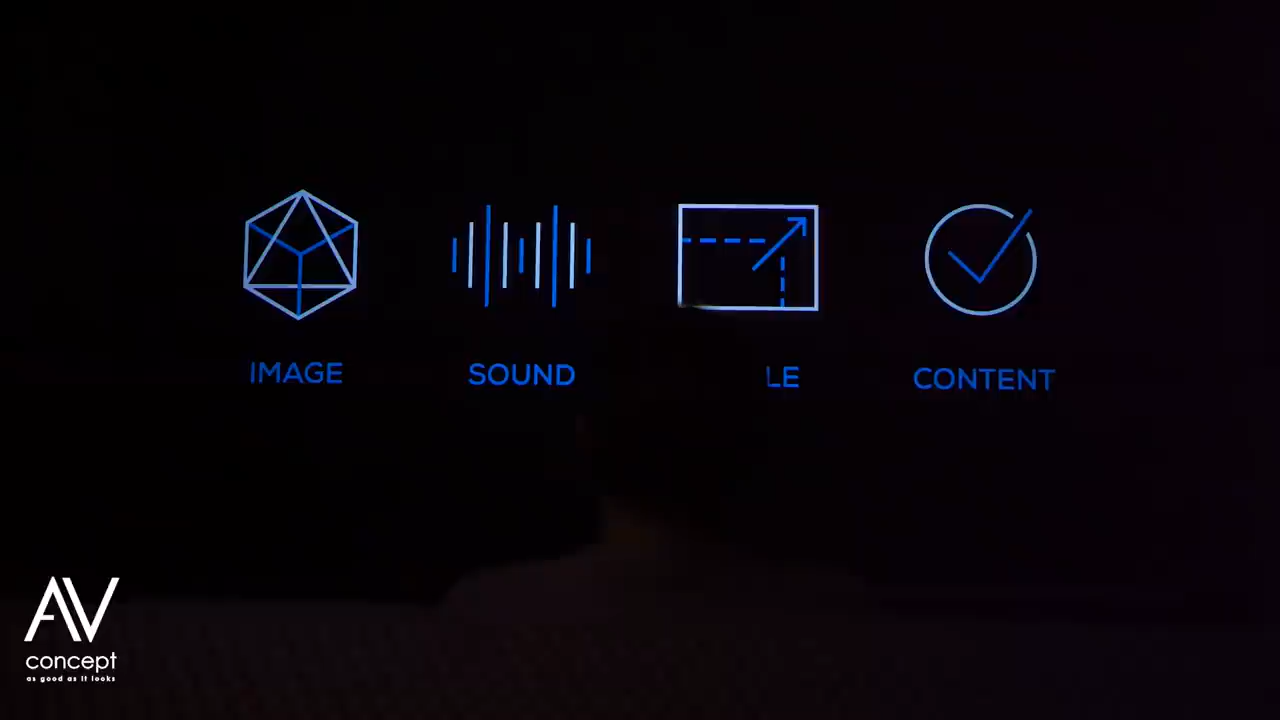 IMAGE
SOUND
LE
CONTENT
AV
concept
as good as it looks